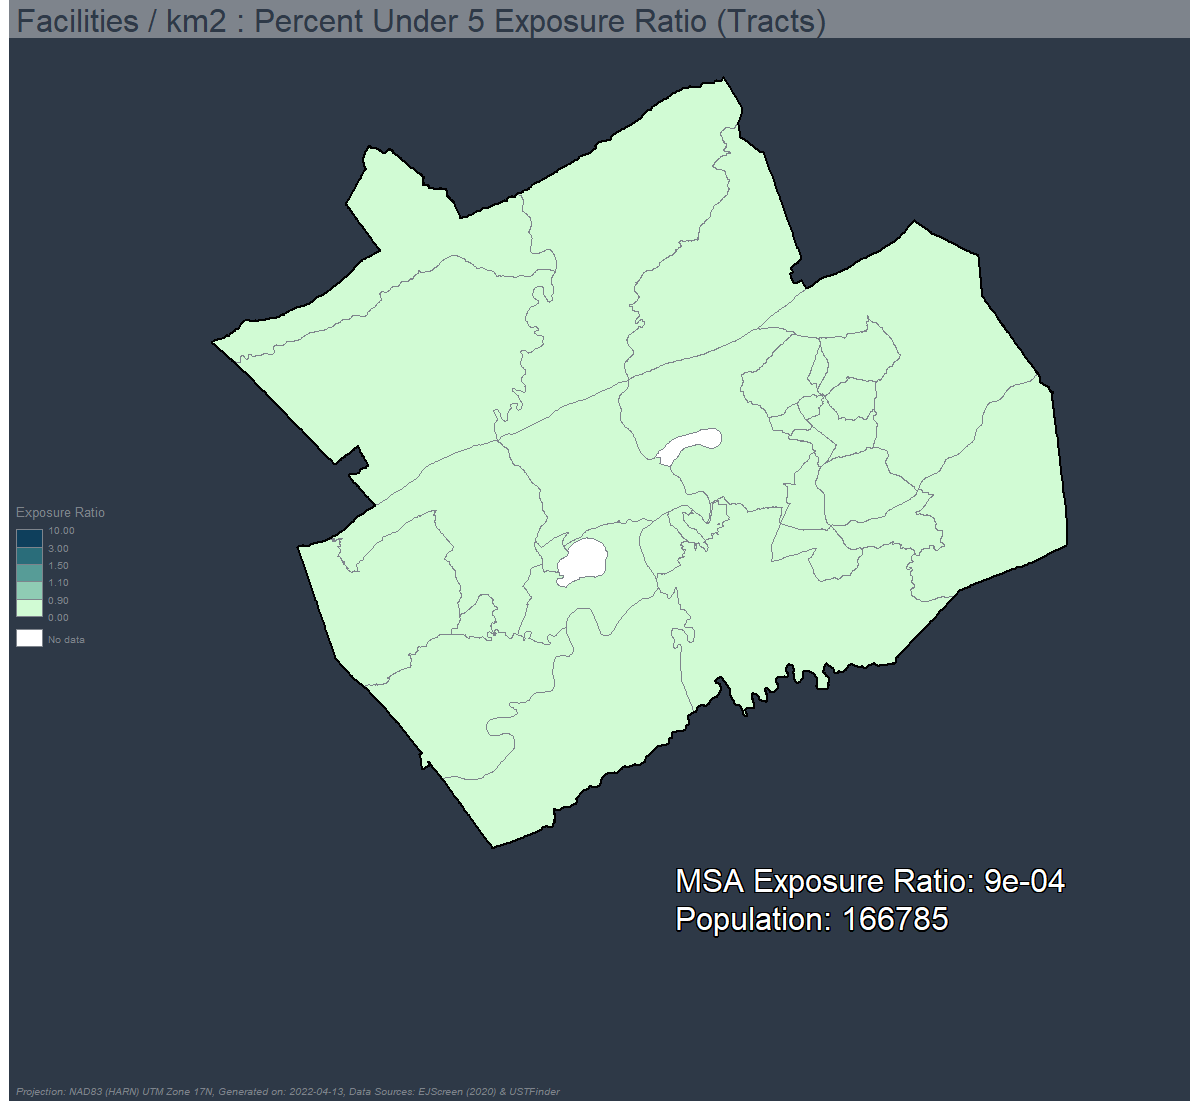 Facilities / km2 : Percent Under 5 Exposure Ratio (Tracts)
Exposure Ratio
10.00
3.00
1.50
1.10
0.90
0.00
No data
MSA Exposure Ratio: 9e-04
Population: 166785
Projection: NAD83 (HARN) UTM Zone 17N, Generated on: 2022-04-13, Data Sources: EJScreen (2020) & USTFinder